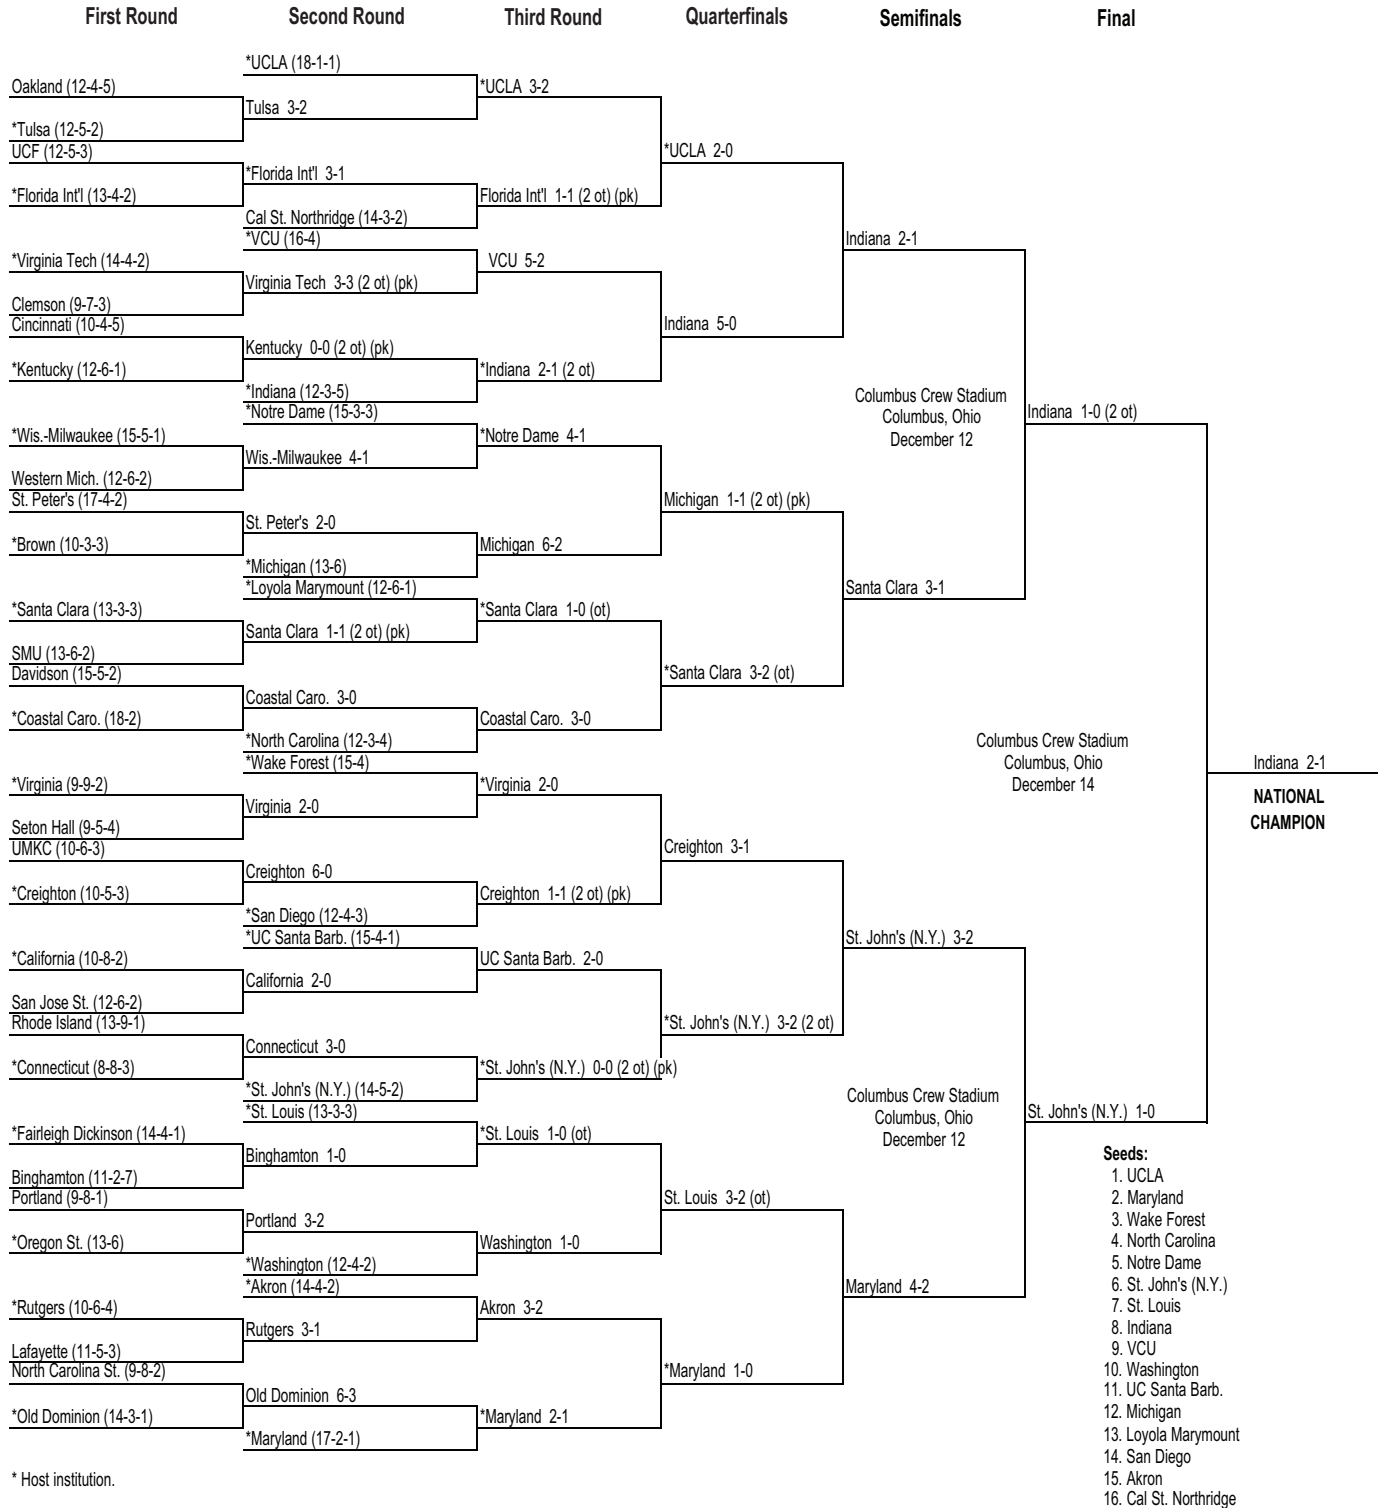 First Round
Second Round
Third Round
Quarterfinals
Semifinals
Final
Oakland (12-4-5)
*Tulsa (12-5-2)
UCF (12-5-3)
*Florida Int'l (13-4-2)
*Virginia Tech (14-4-2)
Clemson (9-7-3)
Cincinnati (10-4-5)
*Kentucky (12-6-1)
*Wis.-Milwaukee (15-5-1)
Western Mich. (12-6-2)
St. Peter's (17-4-2)
*Brown (10-3-3)
*Santa Clara (13-3-3)
SMU (13-6-2)
Davidson (15-5-2)
*Coastal Caro. (18-2)
*Virginia (9-9-2)
Seton Hall (9-5-4)
UMKC (10-6-3)
*Creighton (10-5-3)
*California (10-8-2)
San Jose St. (12-6-2)
Rhode Island (13-9-1)
*Connecticut (8-8-3)
*Fairleigh Dickinson (14-4-1)
Binghamton (11-2-7)
Portland (9-8-1)
*Oregon St. (13-6)
*Rutgers (10-6-4)
Lafayette (11-5-3)
North Carolina St. (9-8-2)
*Old Dominion (14-3-1)
* Host institution.
*UCLA (18-1-1)
Tulsa 3-2
*Florida Int'l 3-1
Cal St. Northridge (14-3-2)
*VCU (16-4)
Virginia Tech 3-3 (2 ot) (pk)
Kentucky 0-0 (2 ot) (pk)
*Indiana (12-3-5)
*Notre Dame (15-3-3)
Wis.-Milwaukee 4-1
St. Peter's 2-0
*Michigan (13-6)
*Loyola Marymount (12-6-1)
Santa Clara 1-1 (2 ot) (pk)
Coastal Caro. 3-0
*North Carolina (12-3-4)
*Wake Forest (15-4)
Virginia 2-0
Creighton 6-0
*San Diego (12-4-3)
*UC Santa Barb. (15-4-1)
California 2-0
Connecticut 3-0
*St. John's (N.Y.) (14-5-2)
*St. Louis (13-3-3)
Binghamton 1-0
Portland 3-2
*Washington (12-4-2)
*Akron (14-4-2)
Rutgers 3-1
Old Dominion 6-3
*Maryland (17-2-1)
*UCLA 3-2
Florida Int'l 1-1 (2 ot) (pk)
VCU 5-2
*Indiana 2-1 (2 ot)
*Notre Dame 4-1
Michigan 6-2
*Santa Clara 1-0 (ot)
Coastal Caro. 3-0
*Virginia 2-0
Creighton 1-1 (2 ot) (pk)
UC Santa Barb. 2-0
*St. John's (N.Y.) 0-0 (2 ot) (pk)
*St. Louis 1-0 (ot)
Washington 1-0
Akron 3-2
*Maryland 2-1
*UCLA 2-0
Indiana 5-0
Michigan 1-1 (2 ot) (pk)
*Santa Clara 3-2 (ot)
Creighton 3-1
*St. John's (N.Y.) 3-2 (2 ot)
St. Louis 3-2 (ot)
*Maryland 1-0
Indiana 2-1
Columbus Crew Stadium
Columbus, Ohio
December 12
Santa Clara 3-1
St. John's (N.Y.) 3-2
Columbus Crew Stadium
Columbus, Ohio
December 12
Maryland 4-2
Indiana 1-0 (2 ot)
Columbus Crew Stadium
Columbus, Ohio
December 14
St. John's (N.Y.) 1-0
Indiana 2-1
NATIONAL
CHAMPION
Seeds:
1. UCLA
2. Maryland
3. Wake Forest
4. North Carolina
5. Notre Dame
6. St. John's (N.Y.)
7. St. Louis
8. Indiana
9. VCU
10. Washington
11. UC Santa Barb.
12. Michigan
13. Loyola Marymount
14. San Diego
15. Akron
16. Cal St. Northridge